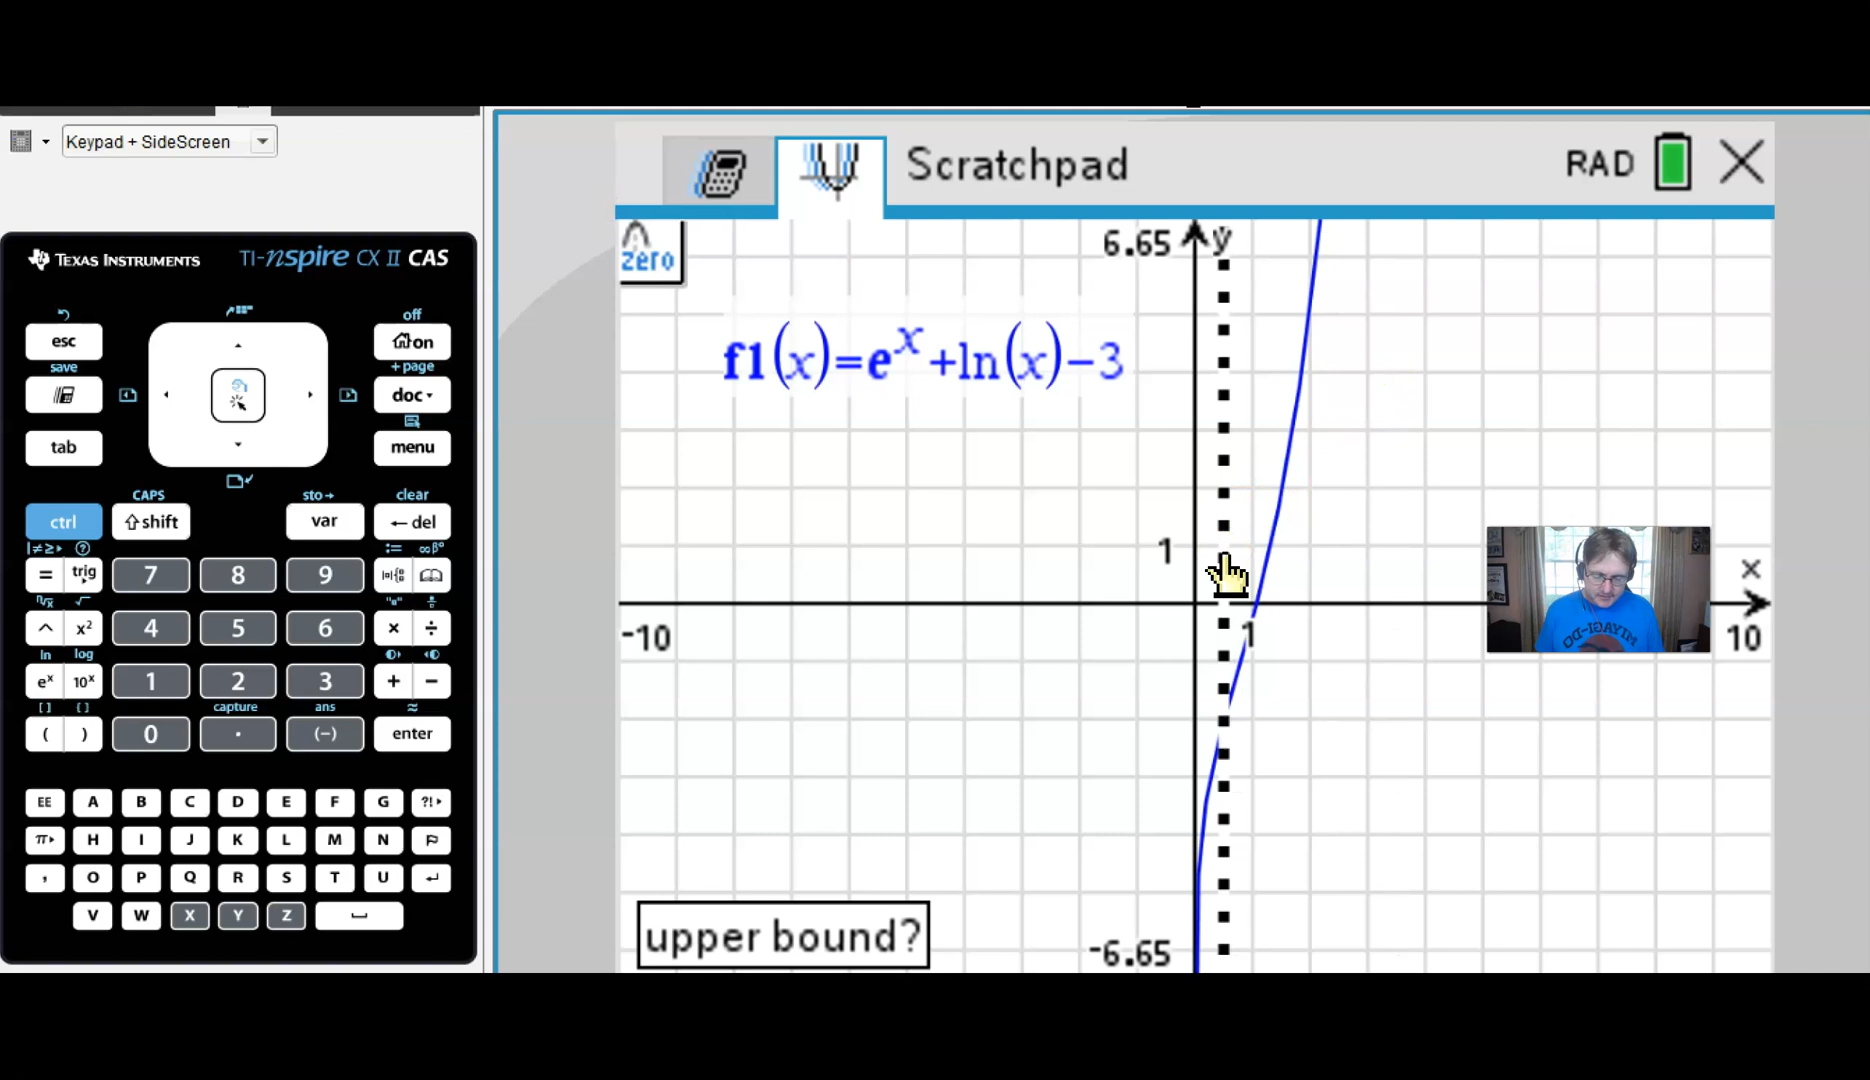 Keypad + SideScreen
Scratchpad
RAD
zero
6.65
y
f1(x)=e^x+ln(x)-3
1
x
-10
1
10
upper bound?
-6.65
TEXAS INSTRUMENTS
TI-nspire CX II CAS
off
esc
on
save
+ page
doc
tab
menu
CAPS
sto→
clear
ctrl
shift
var
← del
|≠≥▸
?
:=
∞β°
=
trig
7
8
9
|□|{
ⁿ√x
√
"□"
^
x²
4
5
6
×
÷
ln
log
eˣ
10ˣ
1
2
3
+
−
[ ]
{ }
capture
ans
≈
(
)
0
.
(−)
enter
EE
A
B
C
D
E
F
G
?!▸
π▸
H
I
J
K
L
M
N
,
O
P
Q
R
S
T
U
↵
V
W
X
Y
Z
MIYAGI-DO